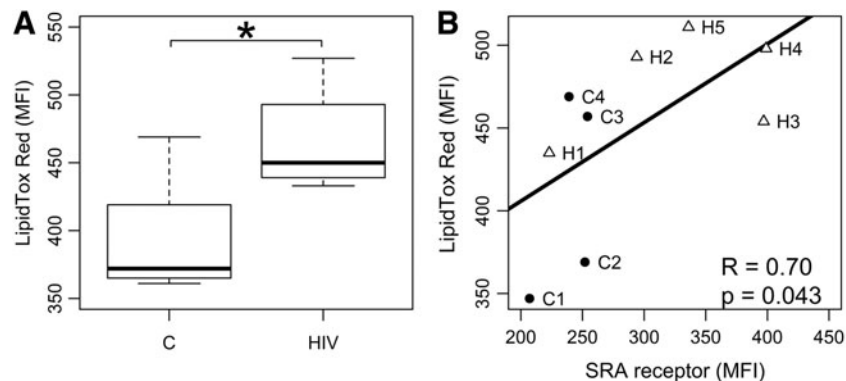 A
LipidTox Red (MFI)
550
500
450
400
350
*
C
HIV
B
LipidTox Red (MFI)
500
450
400
350
H5
H2
H4
C4
C3
H3
H1
C2
C1
R = 0.70
p = 0.043
200 250 300 350 400 450
SRA receptor (MFI)